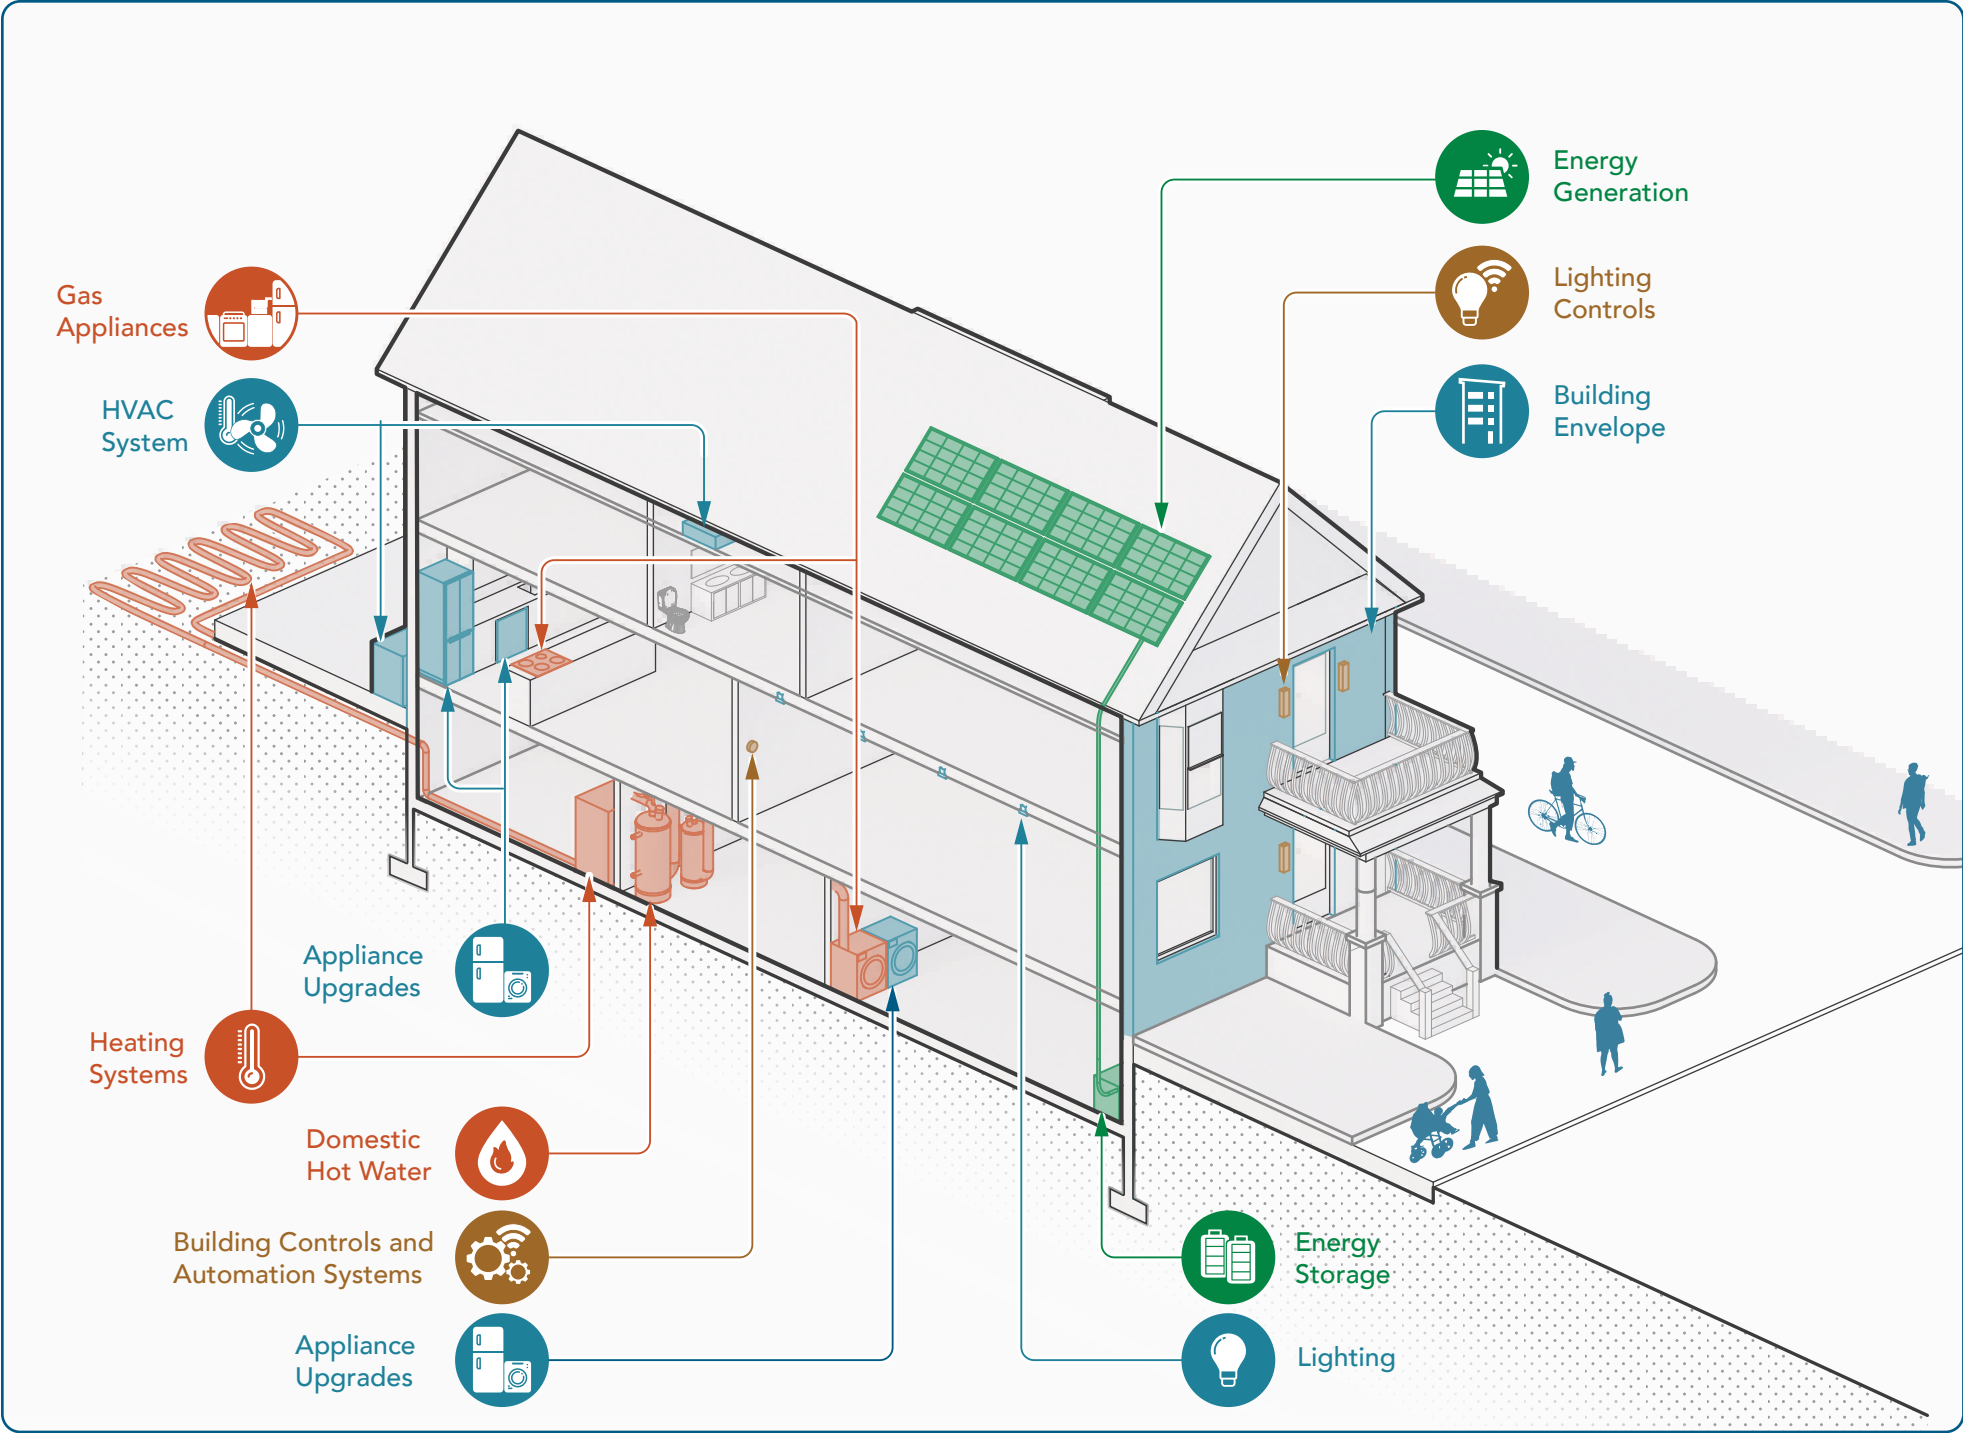 Energy
Generation
Lighting
Controls
Gas
Appliances
Building
Envelope
HVAC
System
Appliance
Upgrades
Heating
Systems
Domestic
Hot Water
Building Controls and
Automation Systems
Energy
Storage
Appliance
Upgrades
Lighting